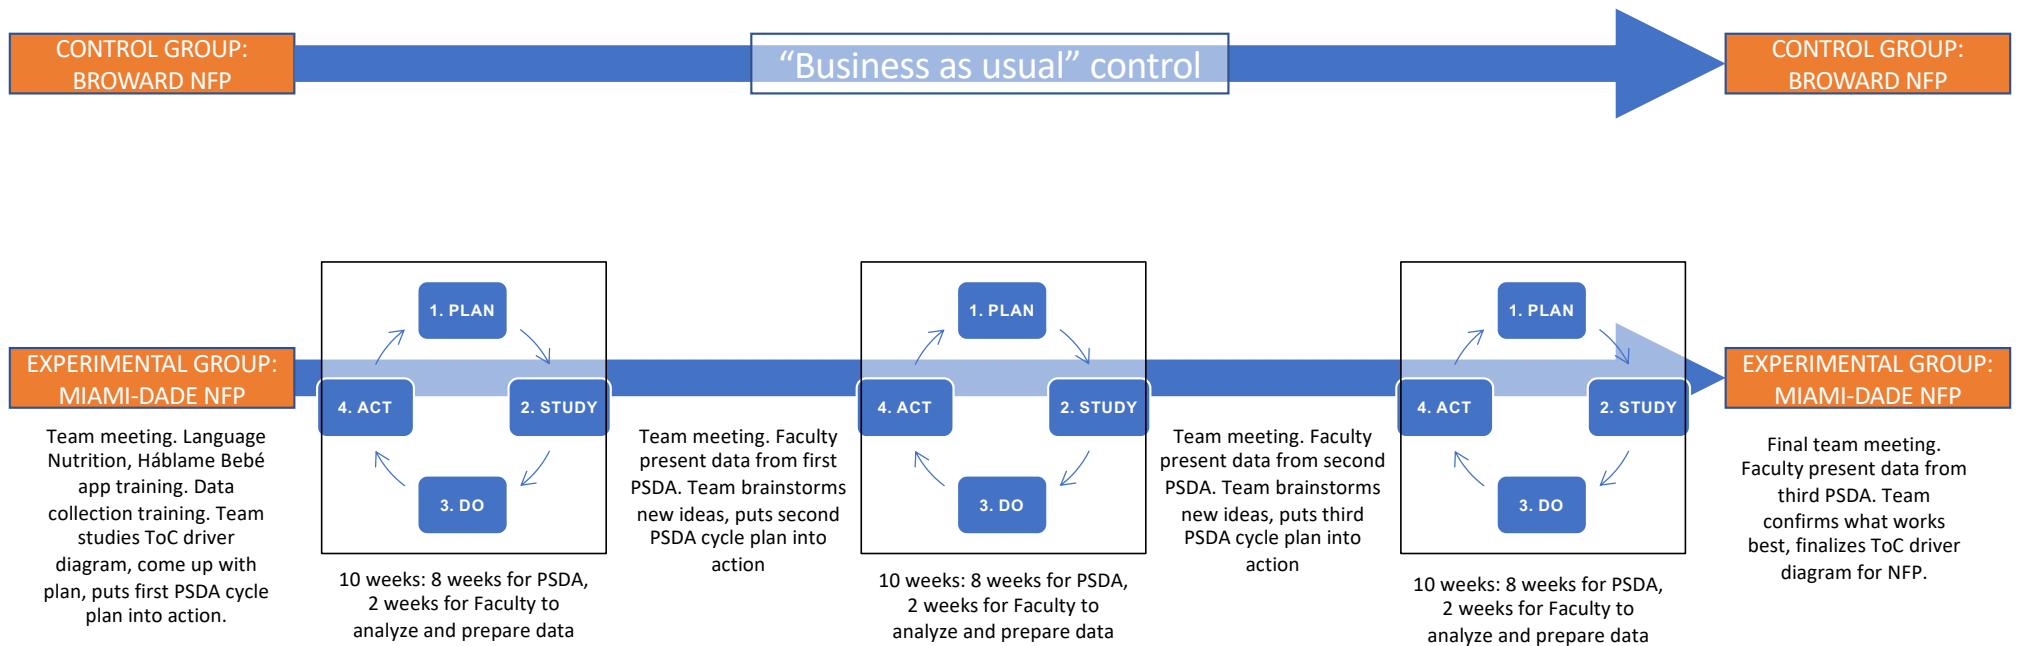 CONTROL GROUP:
BROWARD NFP
“Business as usual” control
CONTROL GROUP:
BROWARD NFP
EXPERIMENTAL GROUP:
MIAMI-DADE NFP
Team meeting. Language
Nutrition, Háblame Bebé
app training. Data
collection training. Team
studies ToC driver
diagram, come up with
plan, puts first PSDA cycle
plan into action.
1. PLAN
2. STUDY
3. DO
4. ACT
10 weeks: 8 weeks for PSDA,
2 weeks for Faculty to
analyze and prepare data
Team meeting. Faculty
present data from first
PSDA. Team brainstorms
new ideas, puts second
PSDA cycle plan into
action
1. PLAN
2. STUDY
3. DO
4. ACT
10 weeks: 8 weeks for PSDA,
2 weeks for Faculty to
analyze and prepare data
Team meeting. Faculty
present data from second
PSDA. Team brainstorms
new ideas, puts third
PSDA cycle plan into
action
1. PLAN
2. STUDY
3. DO
4. ACT
10 weeks: 8 weeks for PSDA,
2 weeks for Faculty to
analyze and prepare data
EXPERIMENTAL GROUP:
MIAMI-DADE NFP
Final team meeting.
Faculty present data from
third PSDA. Team
confirms what works
best, finalizes ToC driver
diagram for NFP.